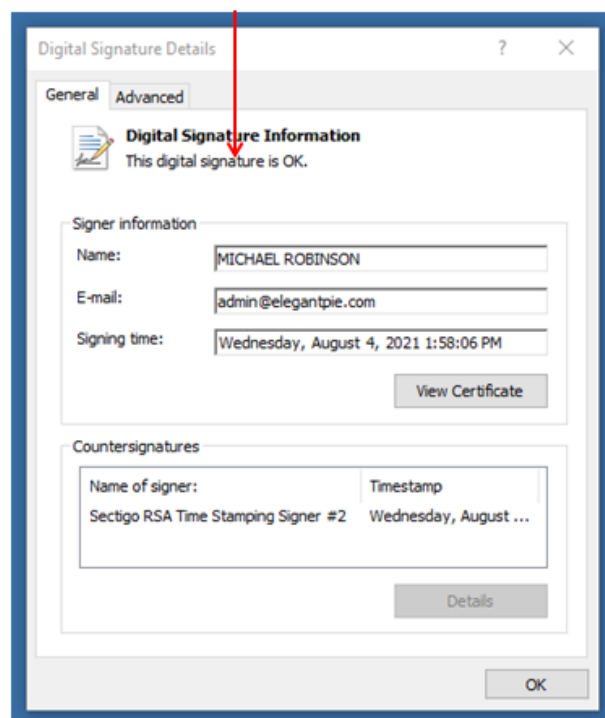 Digital Signature Details ?
General Advanced
Digital Signature Information
This digital signature is OK.
Signer information
Name: MICHAEL ROBINSON
E-mail: admin@elegantpie.com
Signing time: Wednesday, August 4, 2021 1:58:06 PM
View Certificate
Countersignatures
Name of signer: Timestamp
Sectigo RSA Time Stamping Signer #2 Wednesday, August ...
Details
OK